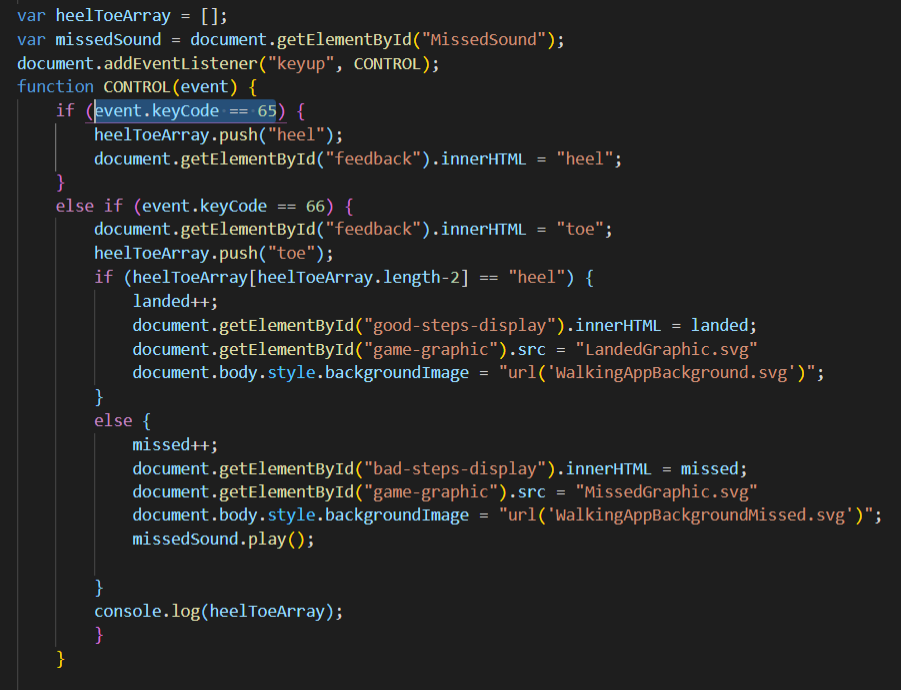 var heelToeArray = [];
var missedSound = document.getElementById("MissedSound");
document.addEventListener("keyup", CONTROL);
function CONTROL(event) {
    if (event.keyCode == 65) {
        heelToeArray.push("heel");
        document.getElementById("feedback").innerHTML = "heel";
    }
    else if (event.keyCode == 66) {
        document.getElementById("feedback").innerHTML = "toe";
        heelToeArray.push("toe");
        if (heelToeArray[heelToeArray.length-2] == "heel") {
            landed++;
            document.getElementById("good-steps-display").innerHTML = landed;
            document.getElementById("game-graphic").src = "LandedGraphic.svg"
            document.body.style.backgroundImage = "url('WalkingAppBackground.svg')";
        }
        else {
            missed++;
            document.getElementById("bad-steps-display").innerHTML = missed;
            document.getElementById("game-graphic").src = "MissedGraphic.svg"
            document.body.style.backgroundImage = "url('WalkingAppBackgroundMissed.svg')";
            missedSound.play();

        }
        console.log(heelToeArray);
        }
    }